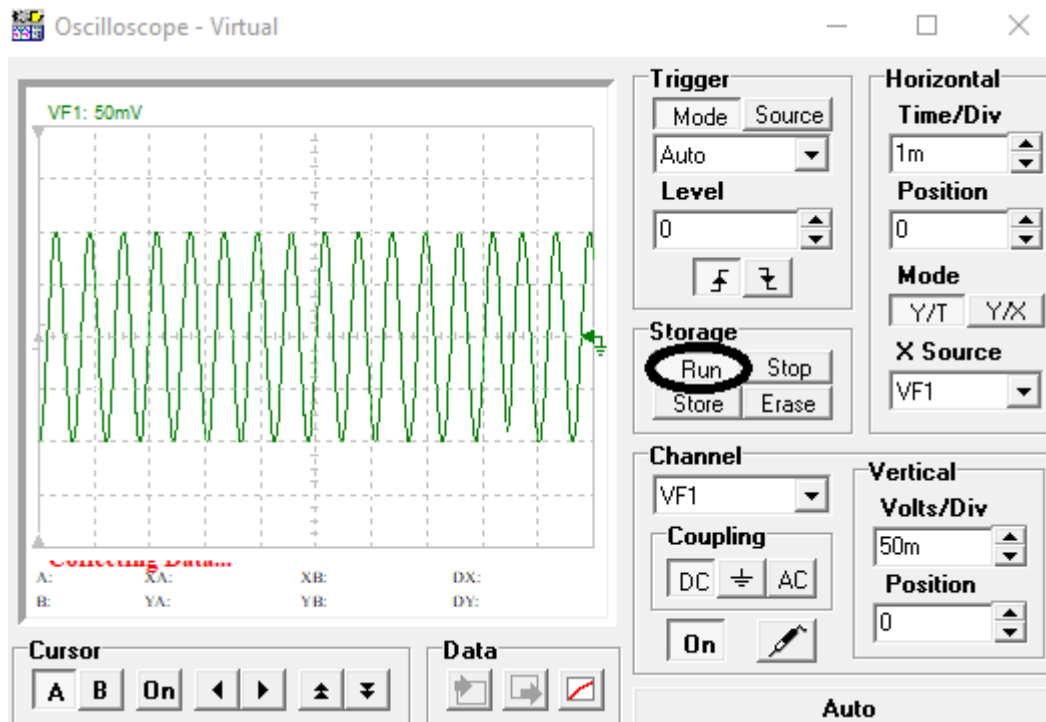 Oscilloscope - Virtual
VF1: 50mV
Collecting Data...
A: XA: XB: DX:
B: YA: YB: DY:
Cursor
A B On
Data
Trigger
Mode Source
Auto
Level
0
Storage
Run Stop
Store Erase
Horizontal
Time/Div
1m
Position
0
Mode
Y/T Y/X
X Source
VF1
Channel
VF1
Coupling
DC AC
On
Vertical
Volts/Div
50m
Position
0
Auto